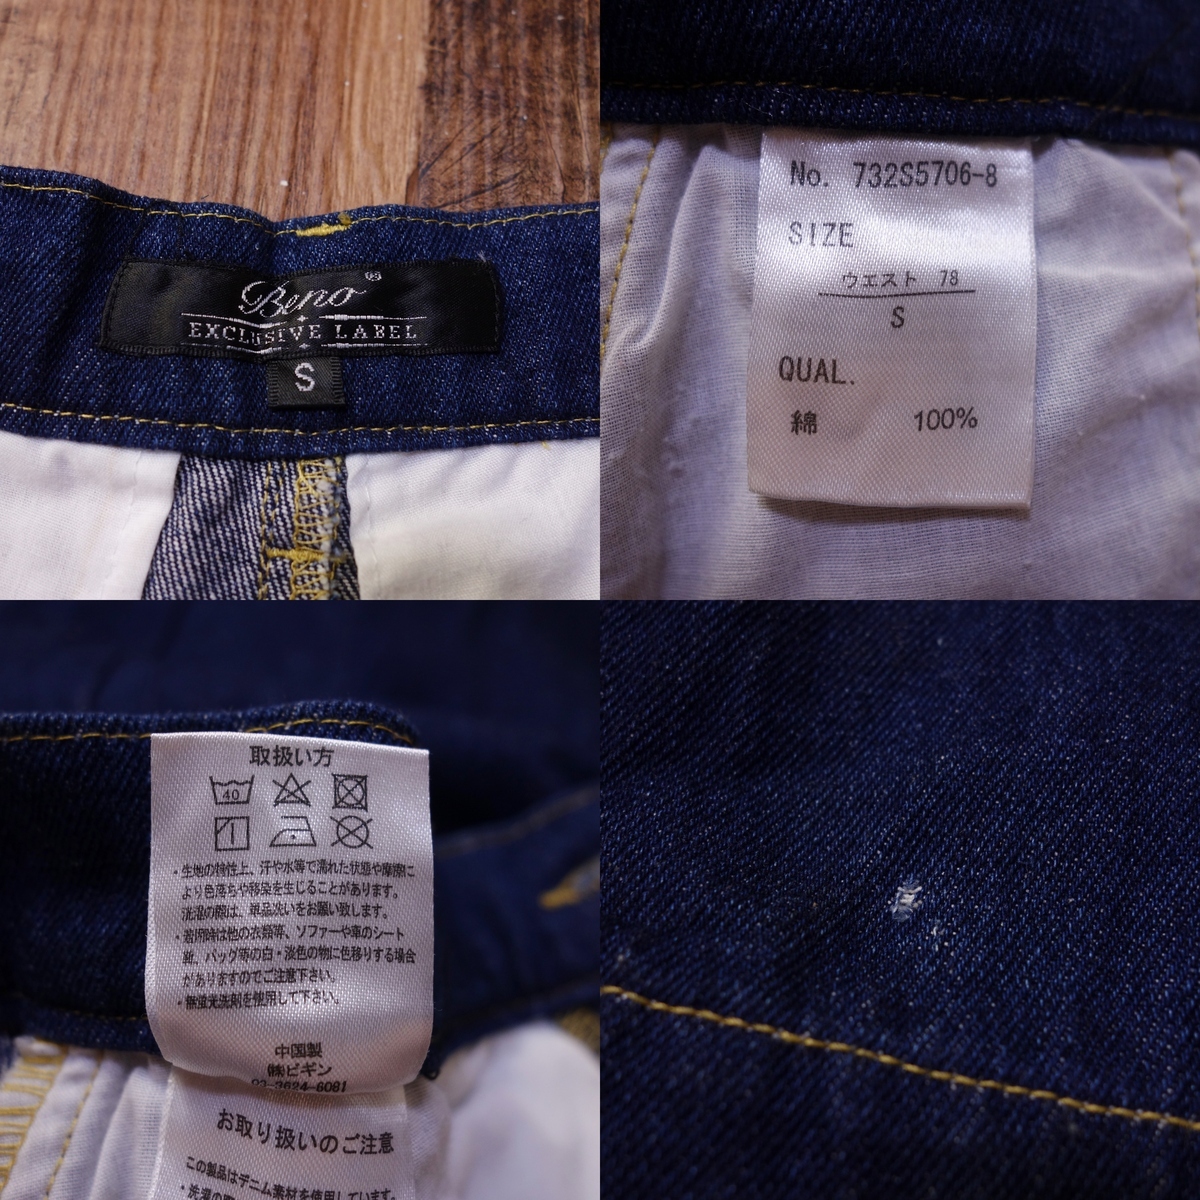 Beno
EXCLUSIVE LABEL
S
No. 732S5706-8
SIZE
ウエスト 78
S
QUAL.
綿 100%
取扱い方
40
・生地の特性上、汗や水等で濡れた状態や摩擦に
より色落ちや移染を生じることがあります。
洗濯の際は、単品洗いをお願い致します。
・着用時は他の衣類等、ソファーや車のシート
靴、バッグ等の白・淡色の物に色移りする場合
がありますのでご注意下さい。
・無蛍光洗剤を使用して下さい。
中国製
㈱ビギン
03-3624-6081
お取り扱いのご注意
この製品はデニム素材を使用しています。